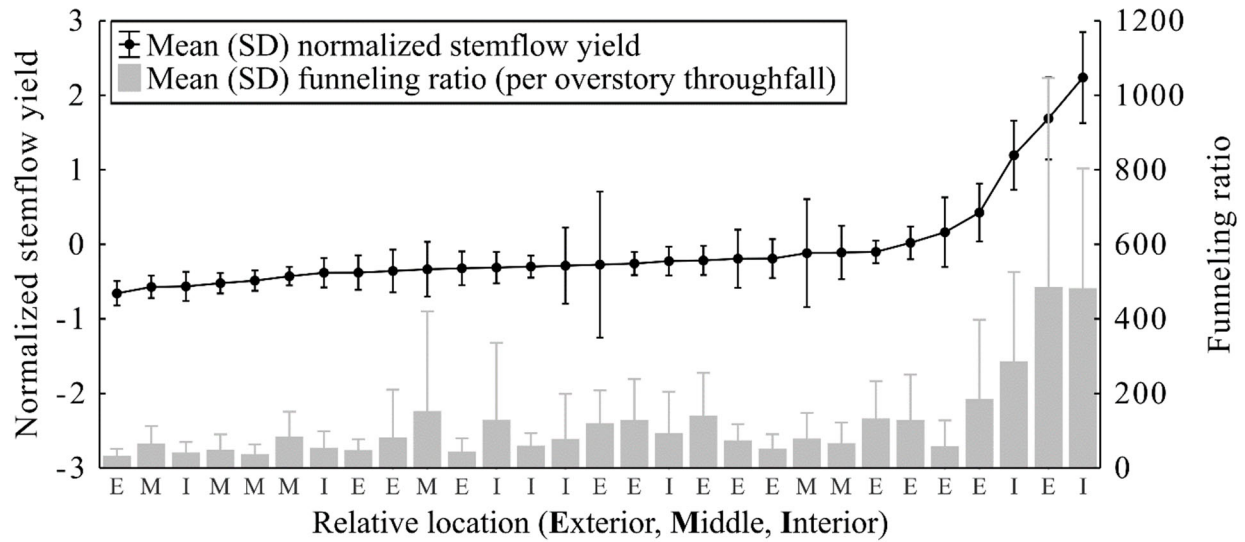 3
2
1
0
-1
-2
-3
Normalized stemflow yield
Mean (SD) normalized stemflow yield
Mean (SD) funneling ratio (per overstory throughfall)
1200
1000
800
600
400
200
0
Funneling ratio
E M I M M M I E E M E I I I E E I E E E M M E E E E I E I
Relative location (Exterior, Middle, Interior)